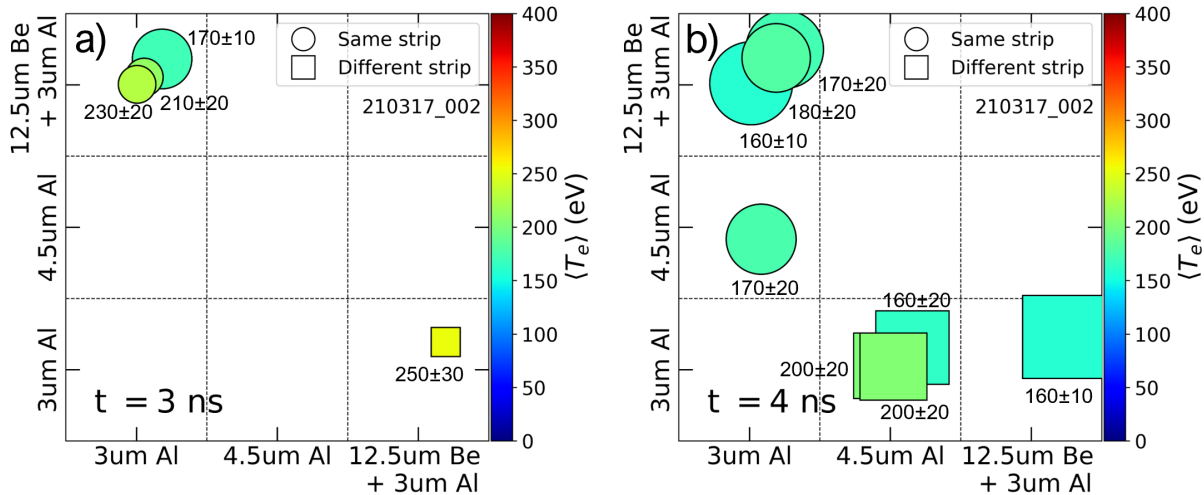 a)
170±10
210±20
230±20
250±30
Same strip
Different strip
210317_002
t = 3 ns
12.5um Be
+ 3um Al
4.5um Al
3um Al
3um Al
4.5um Al
12.5um Be
+ 3um Al
400
350
300
250
200
150
100
50
0
⟨Te⟩ (eV)
b)
170±20
180±20
160±10
170±20
160±20
200±20
200±20
160±10
Same strip
Different strip
210317_002
t = 4 ns
12.5um Be
+ 3um Al
4.5um Al
3um Al
3um Al
4.5um Al
12.5um Be
+ 3um Al
400
350
300
250
200
150
100
50
0
⟨Te⟩ (eV)